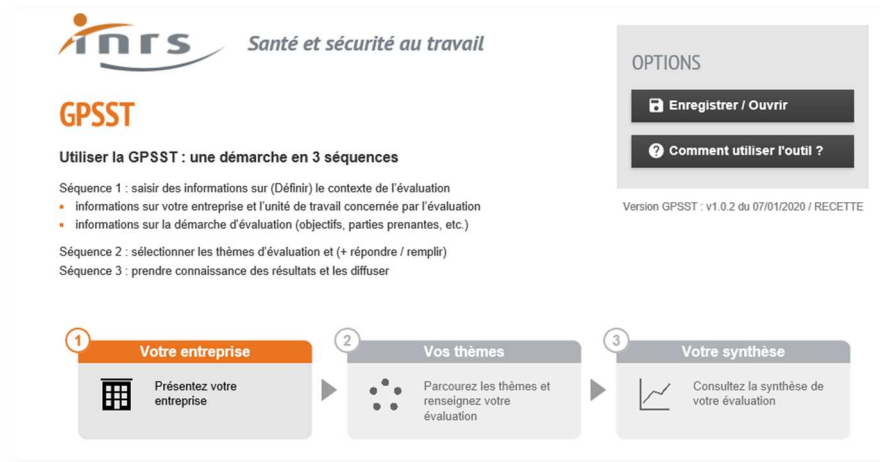 inrs
Santé et sécurité au travail
OPTIONS
Enregistrer / Ouvrir
Comment utiliser l'outil ?
Version GPSST : v1.0.2 du 07/01/2020 / RECETTE
GPSST
Utiliser la GPSST : une démarche en 3 séquences
Séquence 1 : saisir des informations sur (Définir) le contexte de l'évaluation
informations sur votre entreprise et l'unité de travail concernée par l'évaluation
informations sur la démarche d'évaluation (objectifs, parties prenantes, etc.)
Séquence 2 : sélectionner les thèmes d'évaluation et (+ répondre / remplir)
Séquence 3 : prendre connaissance des résultats et les diffuser
1
Votre entreprise
Présentez votre
entreprise
2
Vos thèmes
Parcourez les thèmes et
renseignez votre
évaluation
3
Votre synthèse
Consultez la synthèse de
votre évaluation